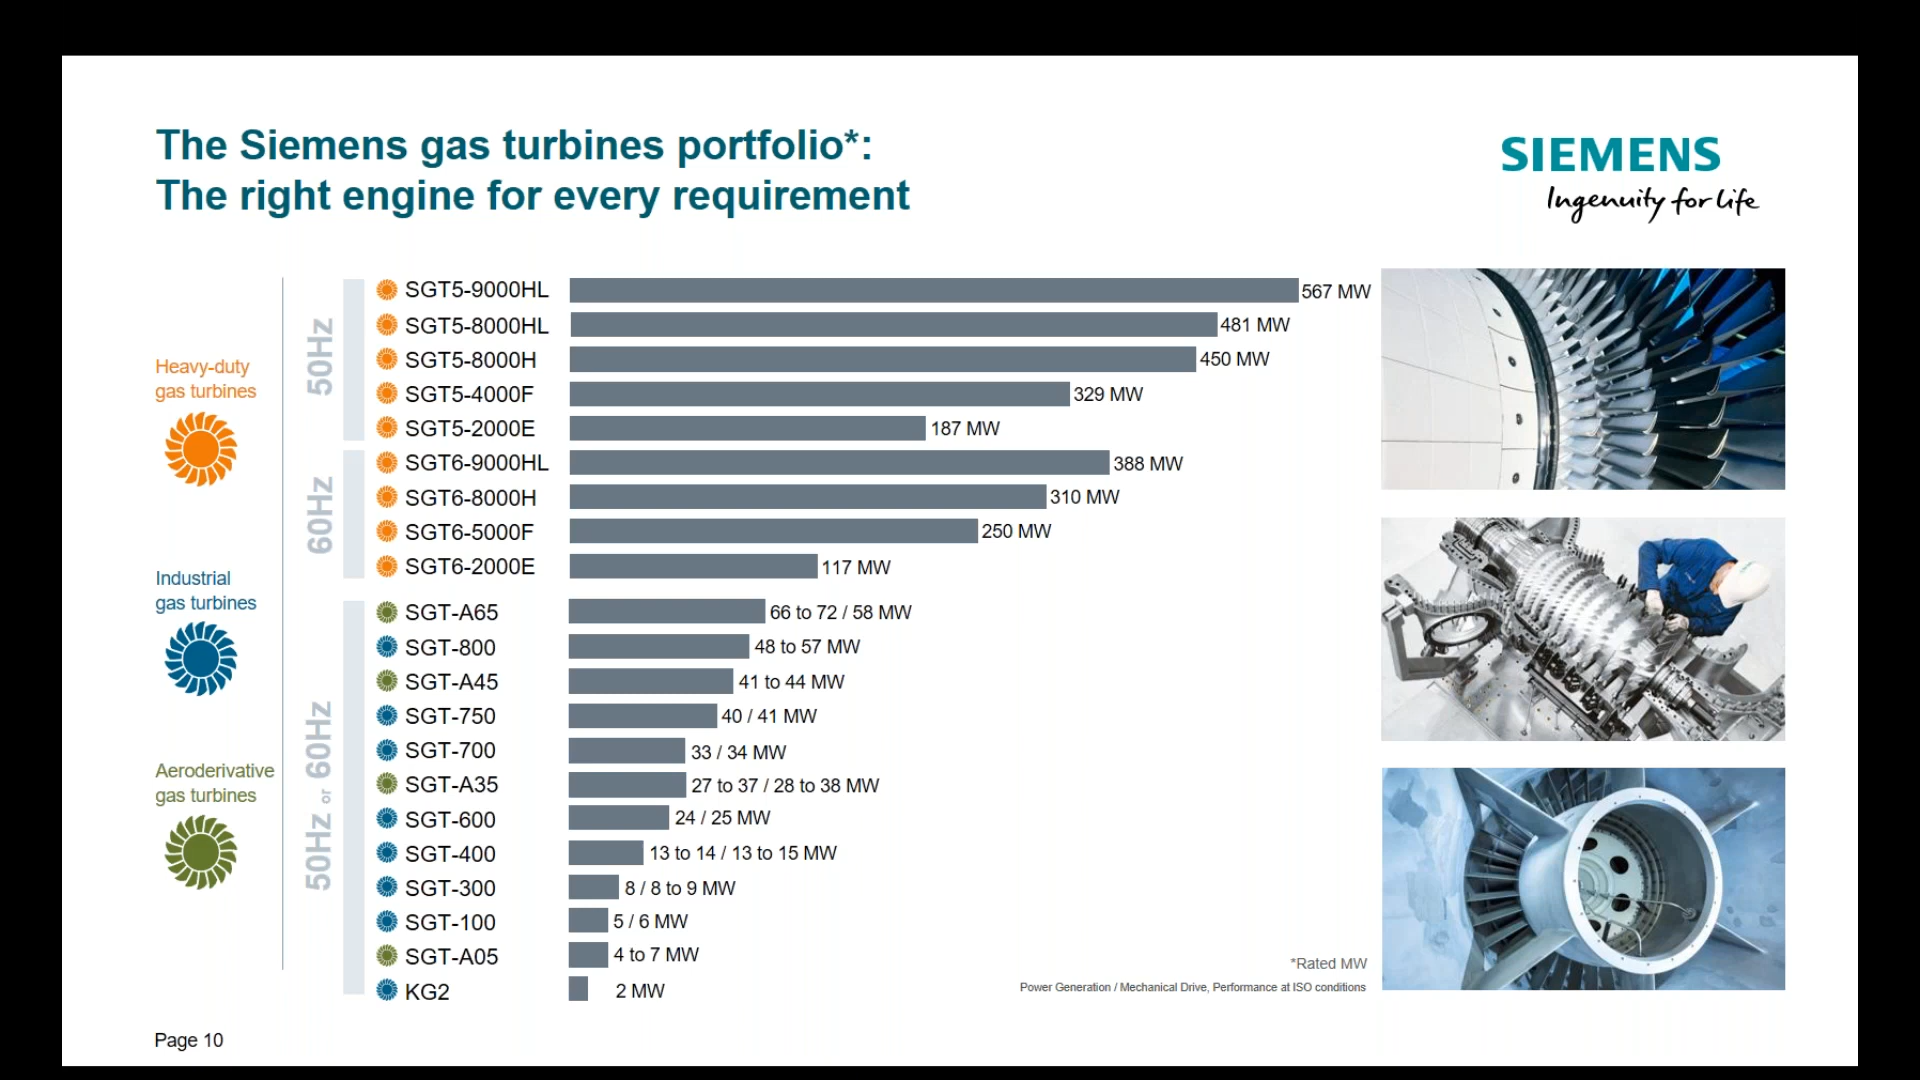 The Siemens gas turbines portfolio*:
The right engine for every requirement
SIEMENS
Ingenuity for life
Heavy-duty
gas turbines
Industrial
gas turbines
Aeroderivative
gas turbines
50Hz
SGT5-9000HL 567 MW
SGT5-8000HL 481 MW
SGT5-8000H 450 MW
SGT5-4000F 329 MW
SGT5-2000E 187 MW
60Hz
SGT6-9000HL 388 MW
SGT6-8000H 310 MW
SGT6-5000F 250 MW
SGT6-2000E 117 MW
50Hz or 60Hz
SGT-A65 66 to 72 / 58 MW
SGT-800 48 to 57 MW
SGT-A45 41 to 44 MW
SGT-750 40 / 41 MW
SGT-700 33 / 34 MW
SGT-A35 27 to 37 / 28 to 38 MW
SGT-600 24 / 25 MW
SGT-400 13 to 14 / 13 to 15 MW
SGT-300 8 / 8 to 9 MW
SGT-100 5 / 6 MW
SGT-A05 4 to 7 MW
KG2 2 MW
*Rated MW
Power Generation / Mechanical Drive, Performance at ISO conditions
Page 10